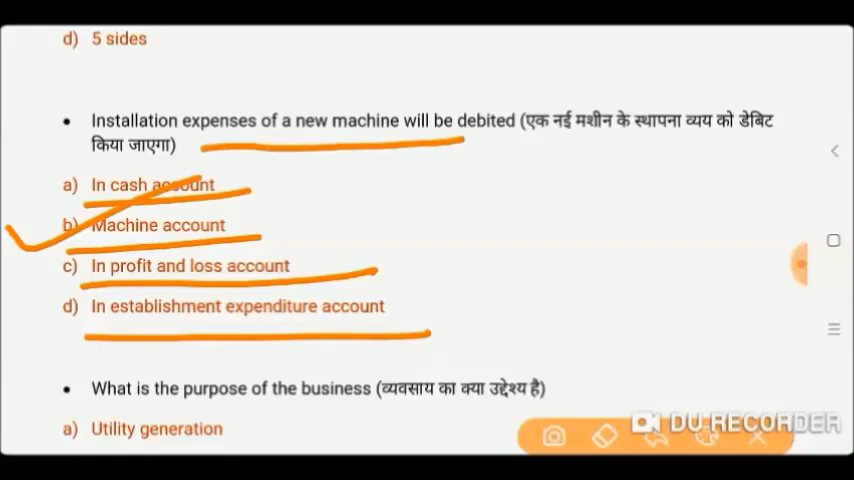 d) 5 sides
• Installation expenses of a new machine will be debited (एक नई मशीन के स्थापना व्यय को डेबिट
किया जाएगा)
a) In cash account
b) Machine account
c) In profit and loss account
d) In establishment expenditure account
• What is the purpose of the business (व्यवसाय का क्या उद्देश्य है)
a) Utility generation
DU RECORDER